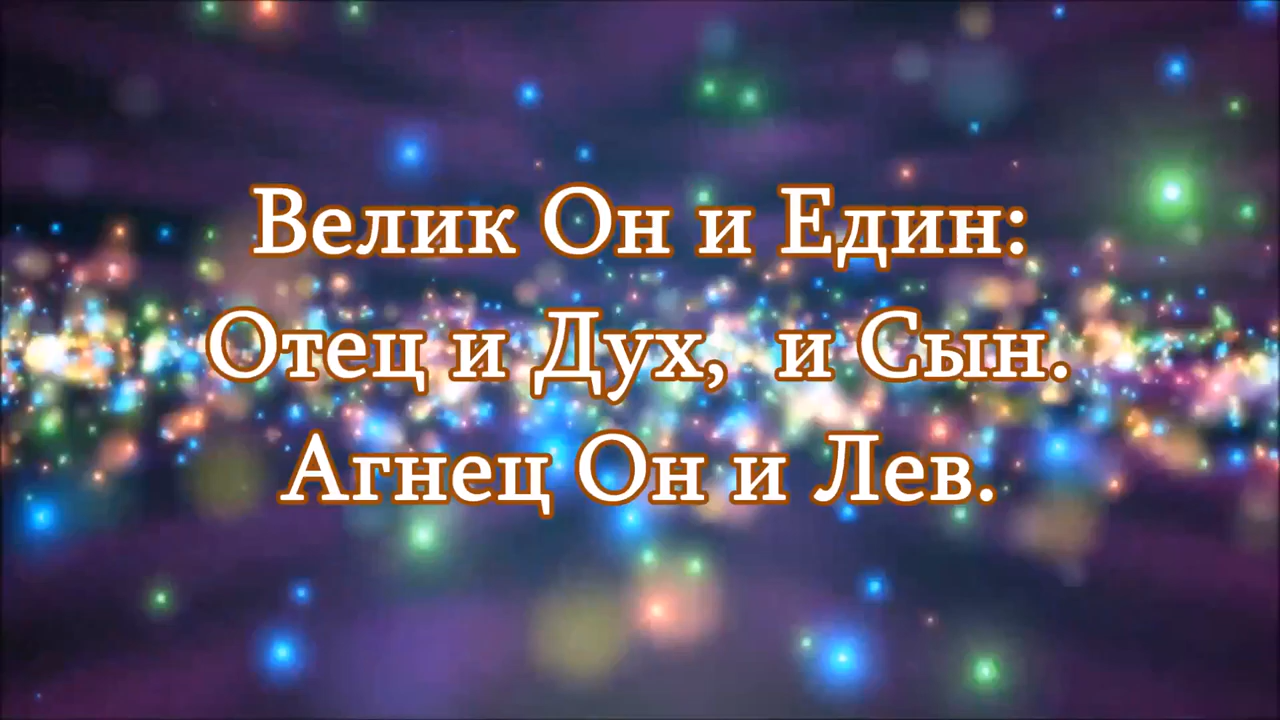 Велик Он и Един:
Отец и Дух, и Сын.
Агнец Он и Лев.